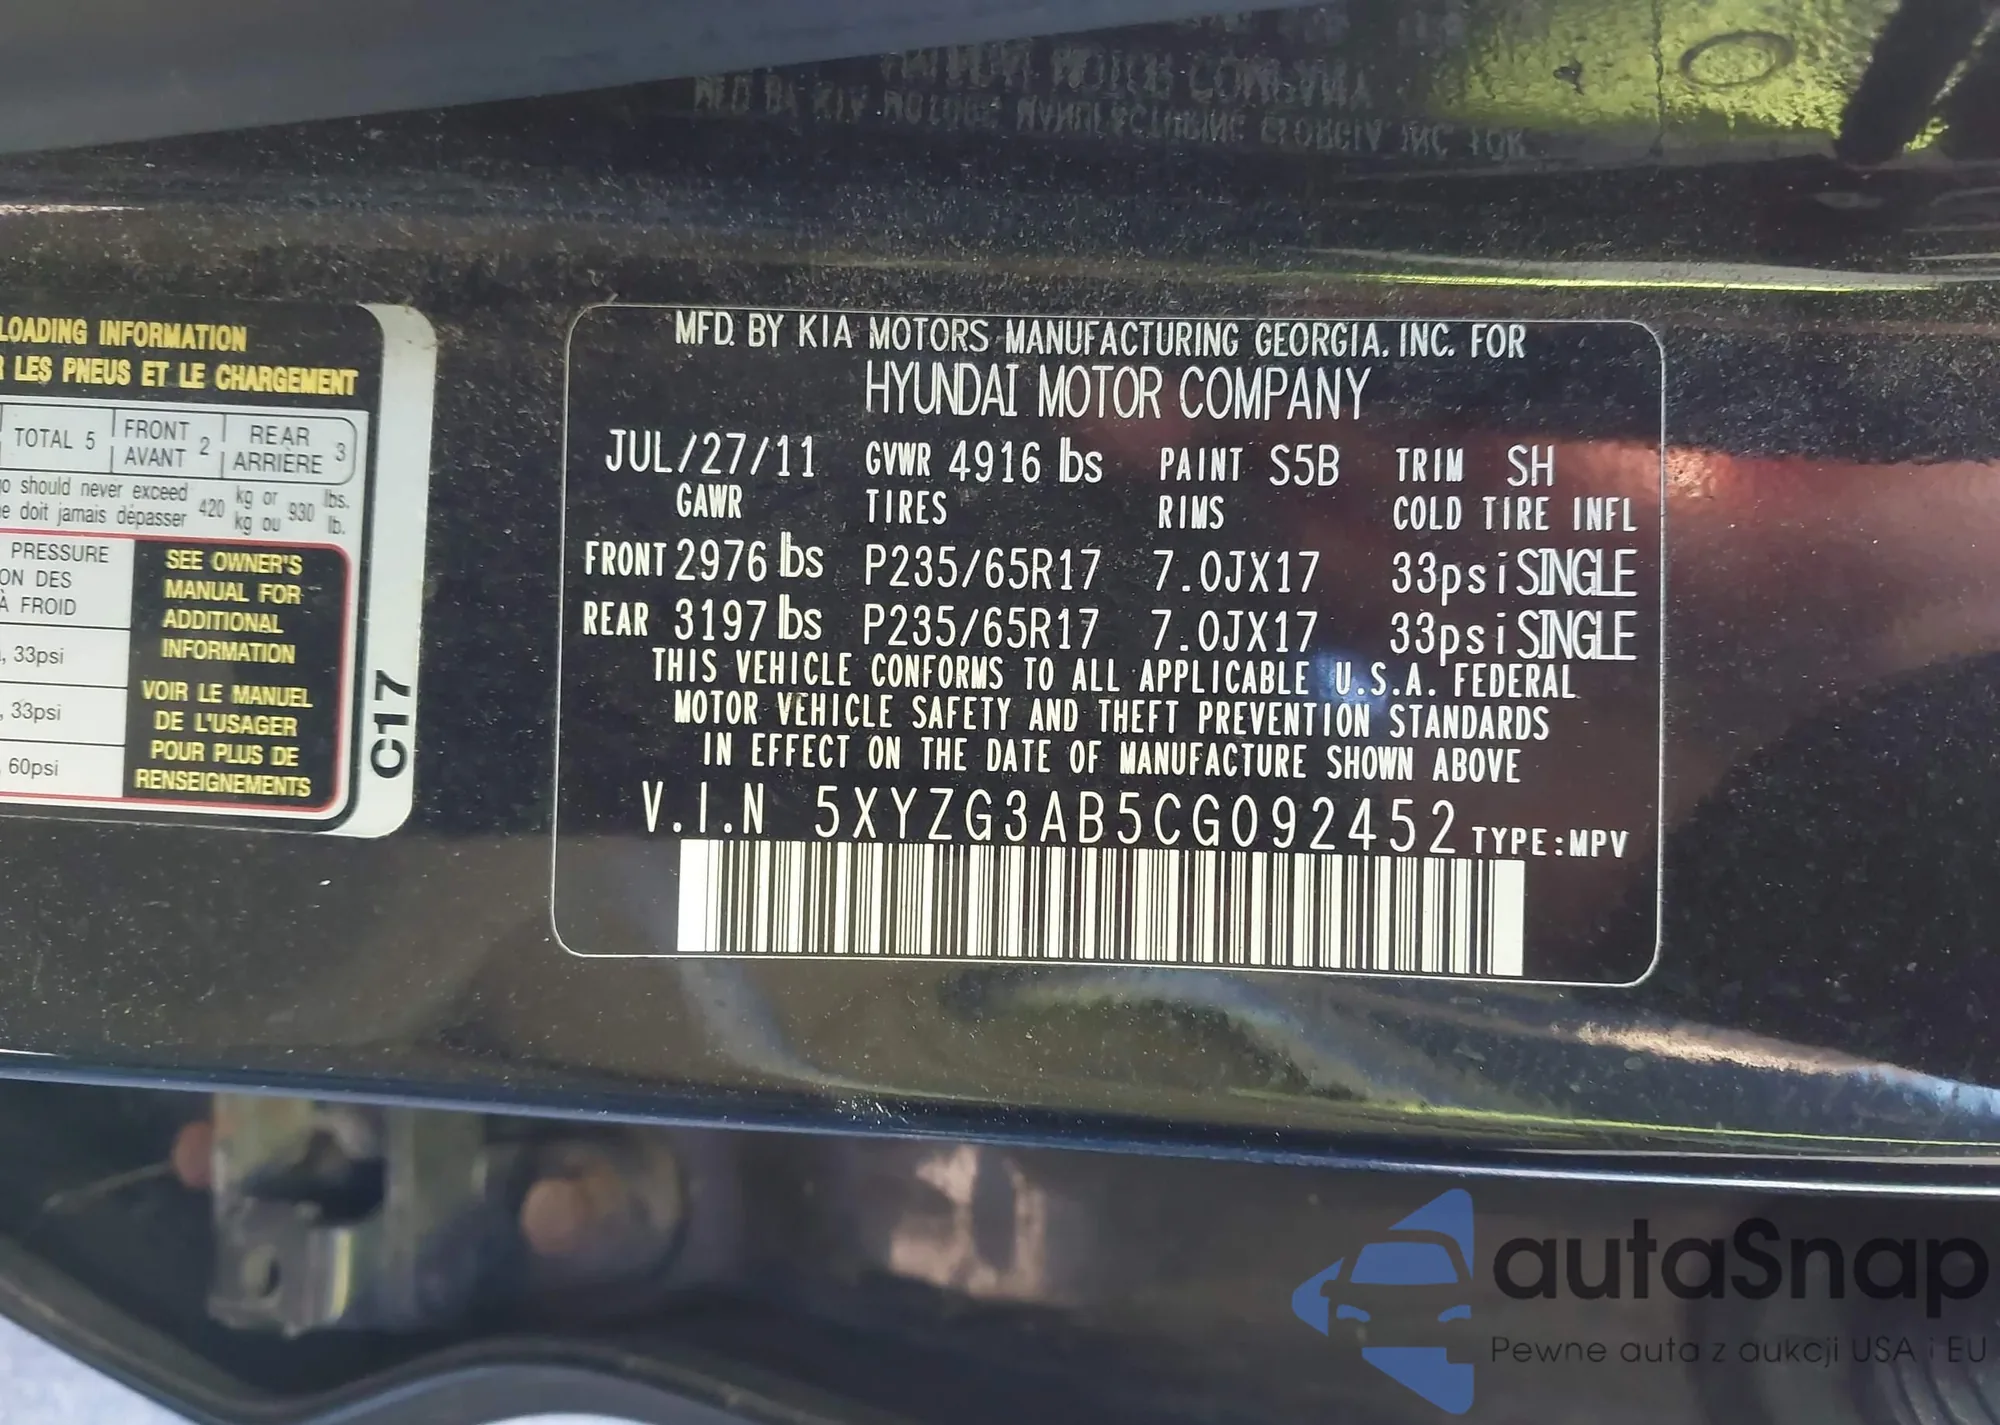 LOADING INFORMATION
LES PNEUS ET LE CHARGEMENT
TOTAL 5 FRONT AVANT 2 REAR ARRIÈRE 3
should never exceed 420 kg or 930 lbs.
doit jamais dépasser kg ou lb.
PRESSURE
DES
À FROID
33psi
33psi
60psi
SEE OWNER'S
MANUAL FOR
ADDITIONAL
INFORMATION
VOIR LE MANUEL
DE L'USAGER
POUR PLUS DE
RENSEIGNEMENTS
C17
MFD. BY KIA MOTORS MANUFACTURING GEORGIA, INC. FOR
HYUNDAI MOTOR COMPANY
JUL/27/11 GVWR 4916 lbs PAINT S5B TRIM SH
GAWR TIRES RIMS COLD TIRE INFL
FRONT 2976 lbs P235/65R17 7.0JX17 33psi SINGLE
REAR 3197 lbs P235/65R17 7.0JX17 33psi SINGLE
THIS VEHICLE CONFORMS TO ALL APPLICABLE U.S.A. FEDERAL
MOTOR VEHICLE SAFETY AND THEFT PREVENTION STANDARDS
IN EFFECT ON THE DATE OF MANUFACTURE SHOWN ABOVE
V.I.N 5XYZG3AB5CG092452 TYPE:MPV
autaSnap
Pewne auta z aukcji USA i EU